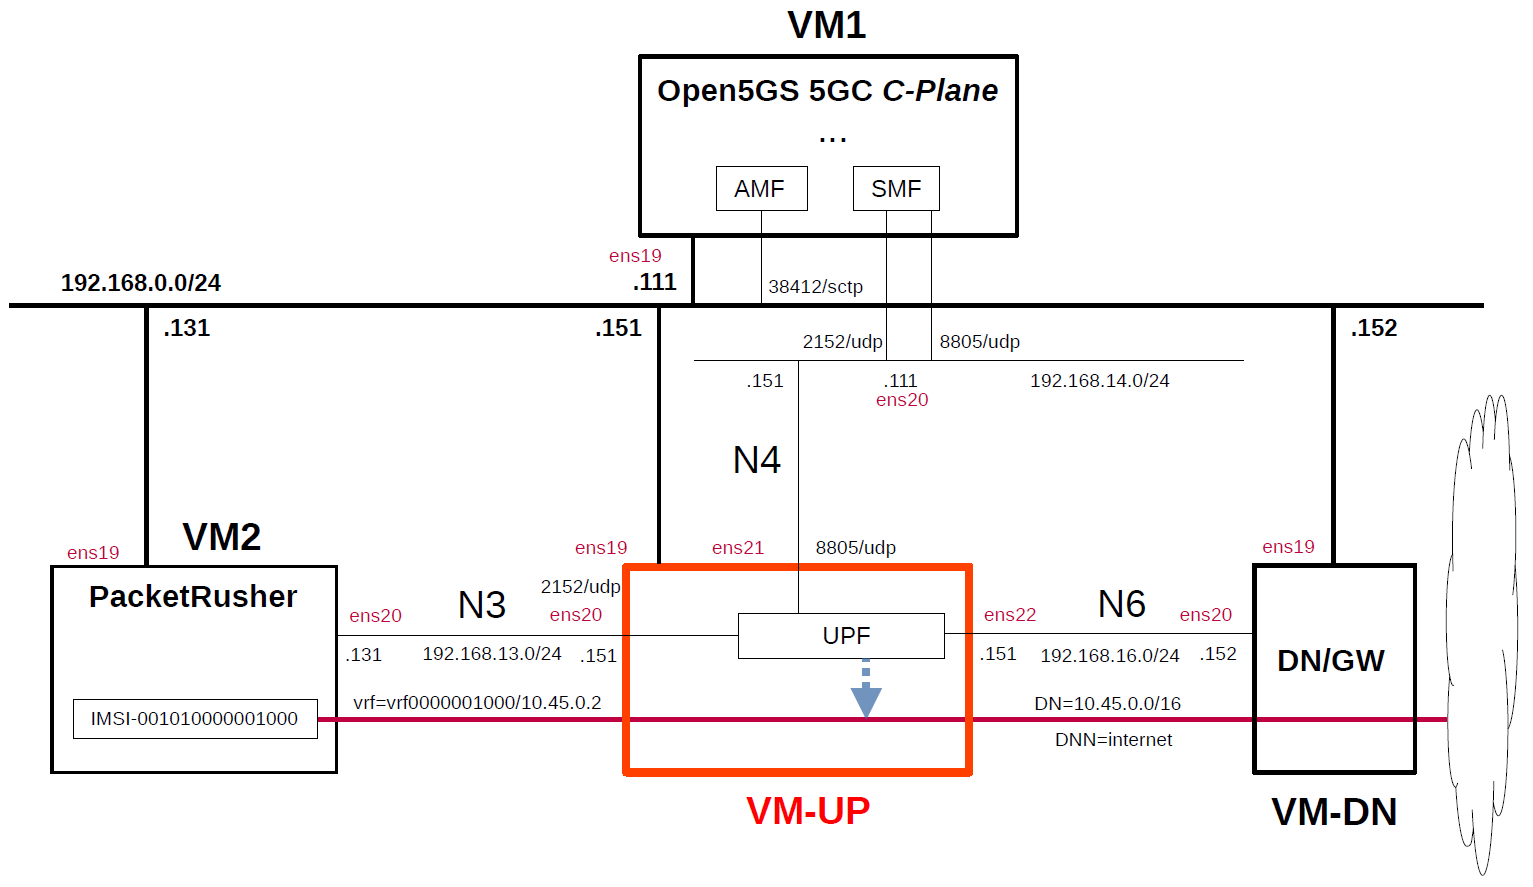 VM1
Open5GS 5GC C-Plane
...
AMF
SMF
ens19
192.168.0.0/24
.111
38412/sctp
.131
.151
.152
2152/udp
8805/udp
.151
.111
192.168.14.0/24
ens20
N4
VM2
ens19
ens19
ens21
8805/udp
ens19
PacketRusher
2152/udp
N3
N6
ens20
ens20
ens22
ens20
UPF
.131
192.168.13.0/24
.151
.151
192.168.16.0/24
.152
DN/GW
vrf=vrf0000001000/10.45.0.2
DN=10.45.0.0/16
IMSI-001010000001000
DNN=internet
VM-UP
VM-DN